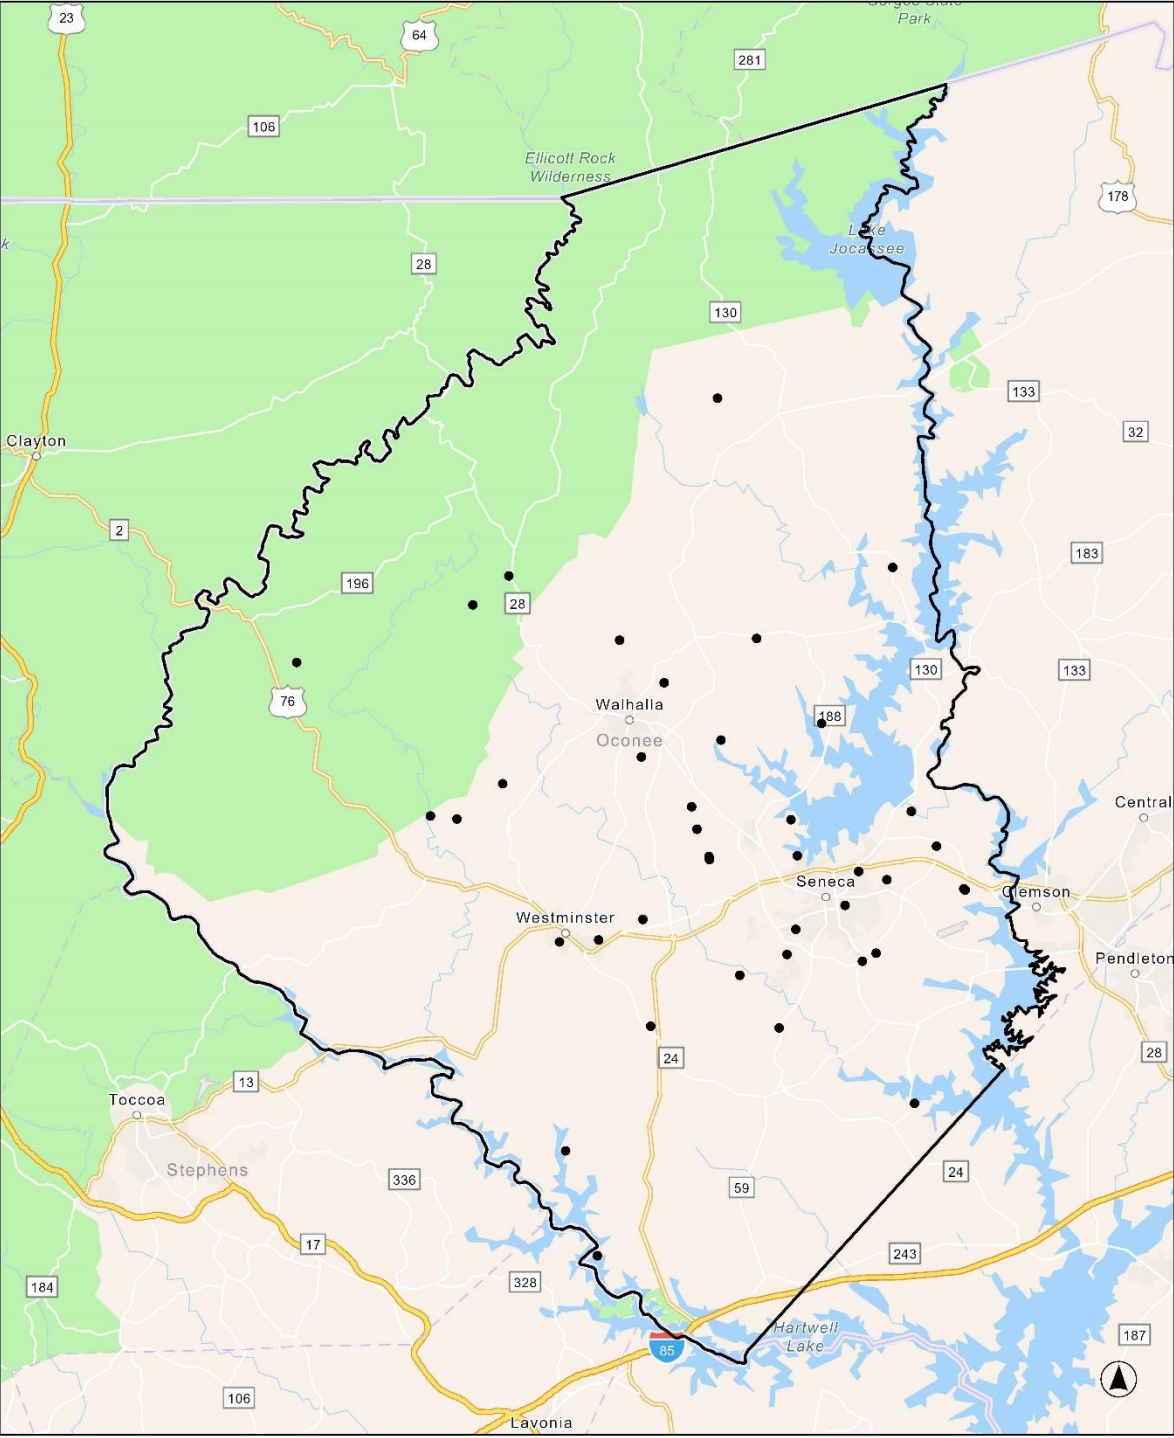 23
64
Park
281
106
Ellicott Rock
Wilderness
178
Lake
Jocassee
28
130
133
32
Clayton
2
183
196
28
130
133
76
Walhalla
188
Oconee
Central
Seneca
Clemson
Westminster
Pendleton
24
28
13
Toccoa
Stephens
336
24
59
17
243
328
184
Hartwell
Lake
187
85
106
Lavonia